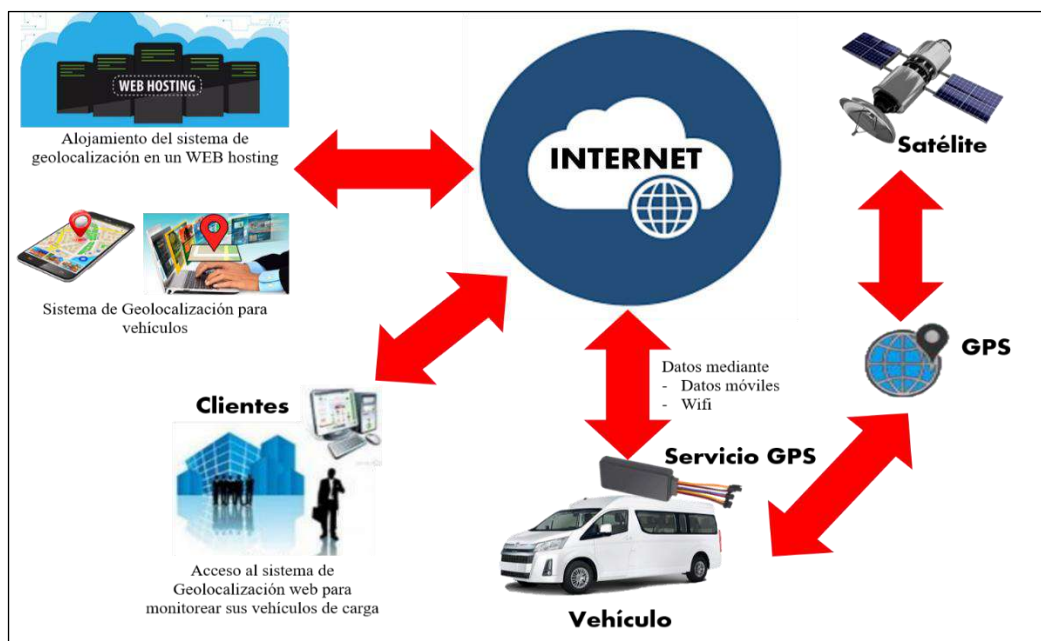 WEB HOSTING
Alojamiento del sistema de
geolocalización en un WEB hosting
Sistema de Geolocalización para
vehículos
INTERNET
Satélite
GPS
Datos mediante
- Datos móviles
- Wifi
Servicio GPS
Vehículo
Clientes
Acceso al sistema de
Geolocalización web para
monitorear sus vehículos de carga